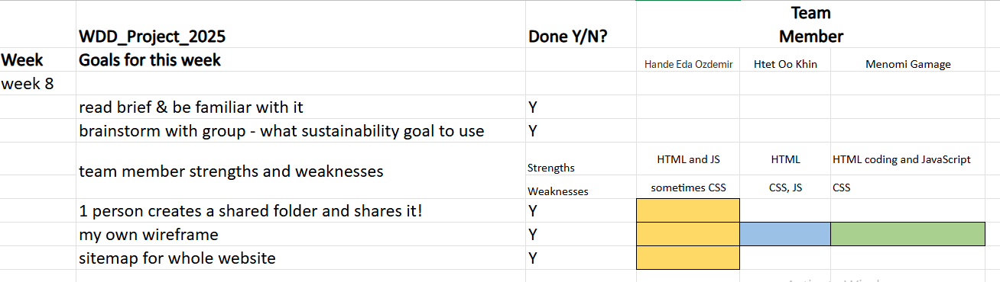 Team
WDD_Project_2025 Done Y/N? Member
Week Goals for this week Hande Eda Ozdemir Htet Oo Khin Menomi Gamage
week 8
read brief & be familiar with it Y
brainstorm with group - what sustainability goal to use Y
team member strengths and weaknesses Strengths HTML and JS HTML HTML coding and JavaScript
Weaknesses sometimes CSS CSS, JS CSS
1 person creates a shared folder and shares it! Y
my own wireframe Y
sitemap for whole website Y